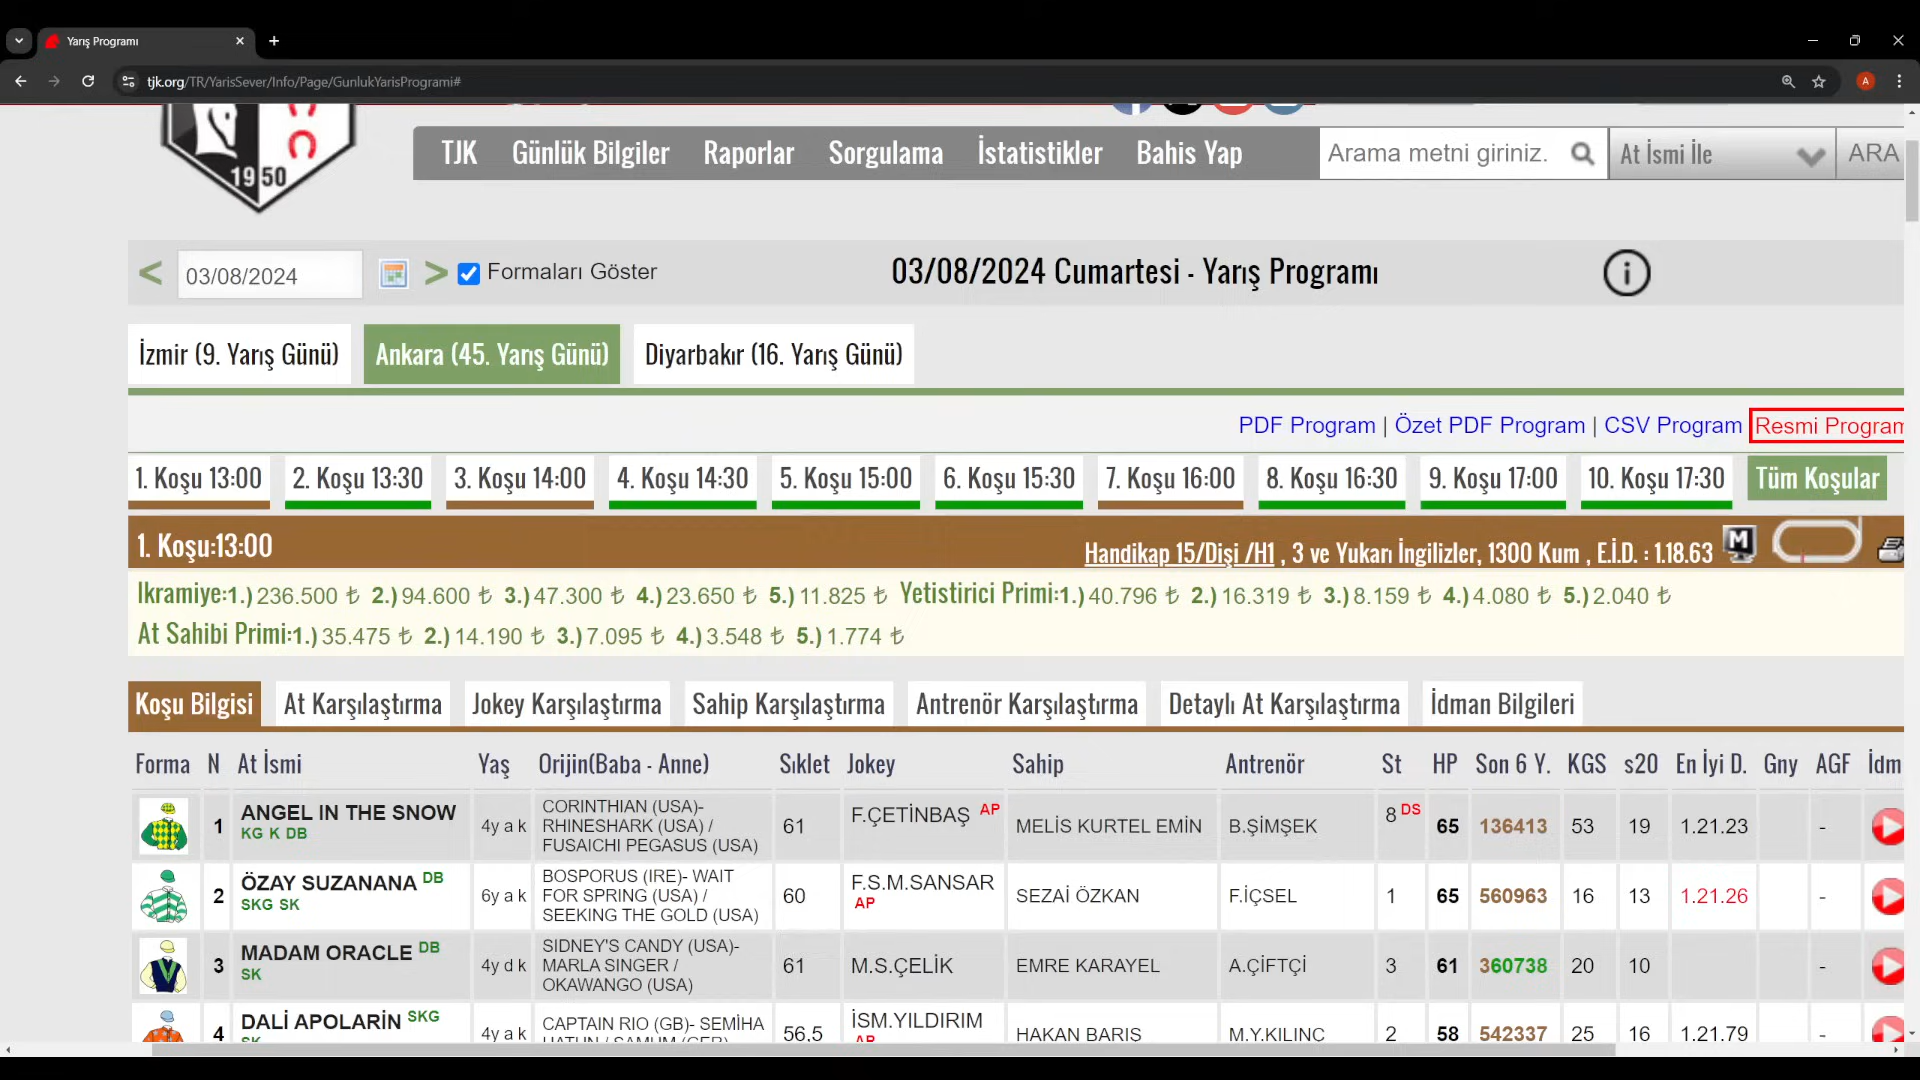 Yarış Programı
tjk.org/TR/YarisSever/Info/Page/GunlukYarisProgrami#
A
1950
TJK Günlük Bilgiler Raporlar Sorgulama İstatistikler Bahis Yap Arama metni giriniz. At İsmi İle ARA
03/08/2024 Formaları Göster 03/08/2024 Cumartesi - Yarış Programı
İzmir (9. Yarış Günü) Ankara (45. Yarış Günü) Diyarbakır (16. Yarış Günü)
PDF Program | Özet PDF Program | CSV Program Resmi Program
1. Koşu 13:00 2. Koşu 13:30 3. Koşu 14:00 4. Koşu 14:30 5. Koşu 15:00 6. Koşu 15:30 7. Koşu 16:00 8. Koşu 16:30 9. Koşu 17:00 10. Koşu 17:30 Tüm Koşular
1. Koşu:13:00 Handikap 15/Dişi /H1 , 3 ve Yukarı İngilizler, 1300 Kum , E.İ.D. : 1.18.63 M
Ikramiye:1.) 236.500 ₺ 2.) 94.600 ₺ 3.) 47.300 ₺ 4.) 23.650 ₺ 5.) 11.825 ₺ Yetistirici Primi:1.) 40.796 ₺ 2.) 16.319 ₺ 3.) 8.159 ₺ 4.) 4.080 ₺ 5.) 2.040 ₺
At Sahibi Primi:1.) 35.475 ₺ 2.) 14.190 ₺ 3.) 7.095 ₺ 4.) 3.548 ₺ 5.) 1.774 ₺
Koşu Bilgisi At Karşılaştırma Jokey Karşılaştırma Sahip Karşılaştırma Antrenör Karşılaştırma Detaylı At Karşılaştırma İdman Bilgileri
Forma N At İsmi Yaş Orijin(Baba - Anne) Sıklet Jokey Sahip Antrenör St HP Son 6 Y. KGS s20 En İyi D. Gny AGF İdm
1 ANGEL IN THE SNOW KG K DB 4y a k CORINTHIAN (USA)- RHINESHARK (USA) / FUSAICHI PEGASUS (USA) 61 F.ÇETİNBAŞ AP MELİS KURTEL EMİN B.ŞİMŞEK 8 DS 65 136413 53 19 1.21.23 -
2 ÖZAY SUZANANA DB SKG SK 6y a k BOSPORUS (IRE)- WAIT FOR SPRING (USA) / SEEKING THE GOLD (USA) 60 F.S.M.SANSAR AP SEZAİ ÖZKAN F.İÇSEL 1 65 560963 16 13 1.21.26 -
3 MADAM ORACLE DB SK 4y d k SIDNEY'S CANDY (USA)- MARLA SINGER / OKAWANGO (USA) 61 M.S.ÇELİK EMRE KARAYEL A.ÇİFTÇİ 3 61 360738 20 10 -
4 DALİ APOLARİN SKG SK 4y a k CAPTAIN RIO (GB)- SEMİHA HATUN / SAMUM (GER) 56,5 İSM.YILDIRIM AP HAKAN BARIŞ M.Y.KILINÇ 2 58 542337 25 16 1.21.79 -